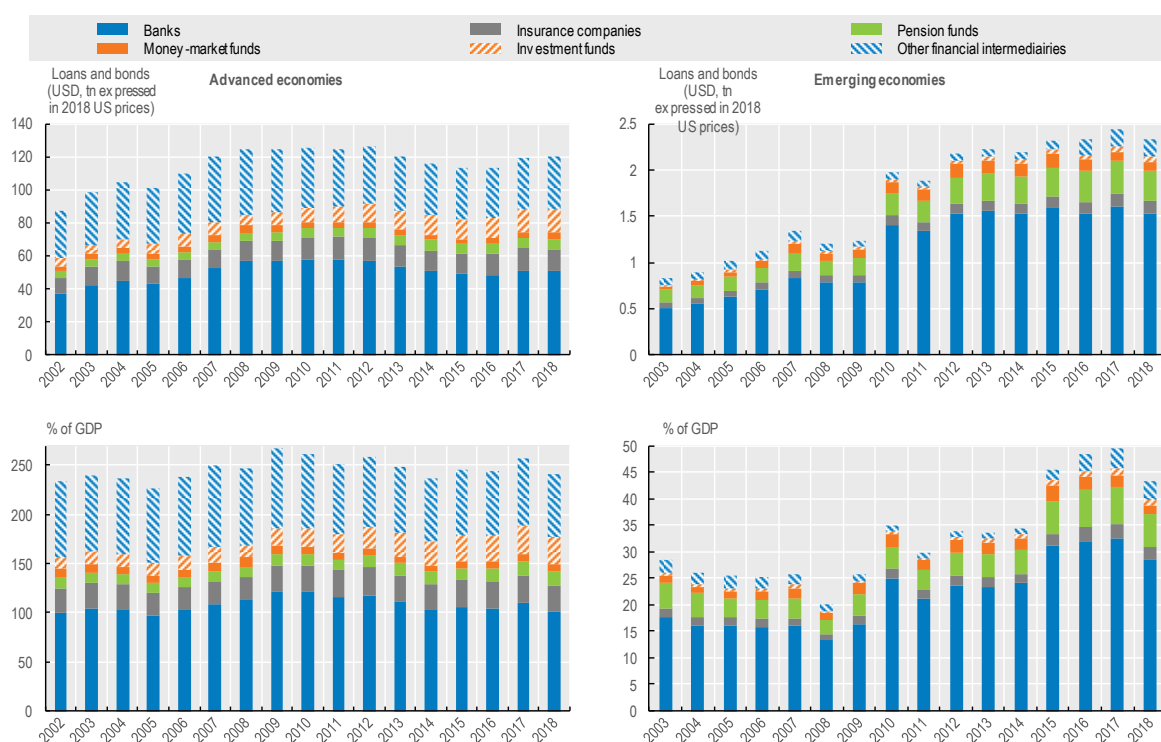 Banks
Insurance companies
Pension funds
Money-market funds
Investment funds
Other financial intermediairies
Loans and bonds
(USD, tn expressed
in 2018 US prices)
Advanced economies
140
120
100
80
60
40
20
0
2002 2003 2004 2005 2006 2007 2008 2009 2010 2011 2012 2013 2014 2015 2016 2017 2018
Loans and bonds
(USD, tn
expressed in 2018
US prices)
Emerging economies
2.5
2
1.5
1
0.5
0
2003 2004 2005 2006 2007 2008 2009 2010 2011 2012 2013 2014 2015 2016 2017 2018
% of GDP
250
200
150
100
50
0
2002 2003 2004 2005 2006 2007 2008 2009 2010 2011 2012 2013 2014 2015 2016 2017 2018
% of GDP
50
45
40
35
30
25
20
15
10
5
0
2003 2004 2005 2006 2007 2008 2009 2010 2011 2012 2013 2014 2015 2016 2017 2018